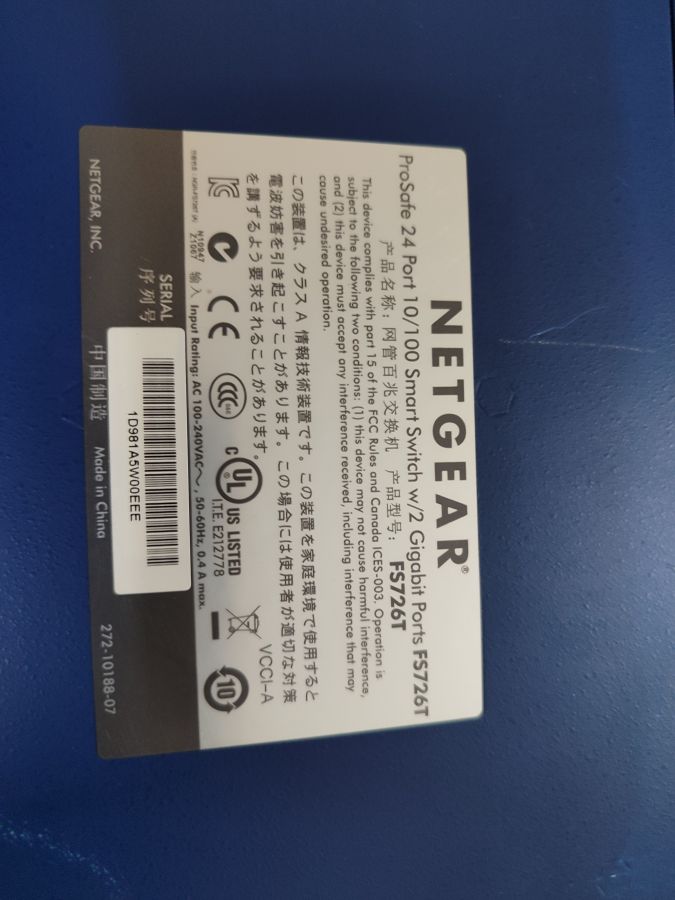 NETGEAR®
ProSafe 24 Port 10/100 Smart Switch w/2 Gigabit Ports FS726T
产品名称：网管百兆交换机 产品型号：FS726T
This device complies with part 15 of the FCC Rules and Canada ICES-003. Operation is
subject to the following two conditions: (1) this device may not cause harmful interference,
and (2) this device must accept any interference received, including interference that may
cause undesired operation.
この装置は、クラス A 情報技術装置です。この装置を家庭環境で使用すると
電波妨害を引き起こすことがあります。この場合には使用者が適切な対策
を講ずるよう要求されることがあります。
VCCI-A
N10947
Z1067
CE
CCC
C UL ® US LISTED
I.T.E. E212778
10
输入 Input Rating: AC 100-240VAC～, 50-60Hz, 0.4 A max.
SERIAL
序列号
1D981A5W00EEE
NETGEAR, INC.
中国制造 Made in China
272-10188-07